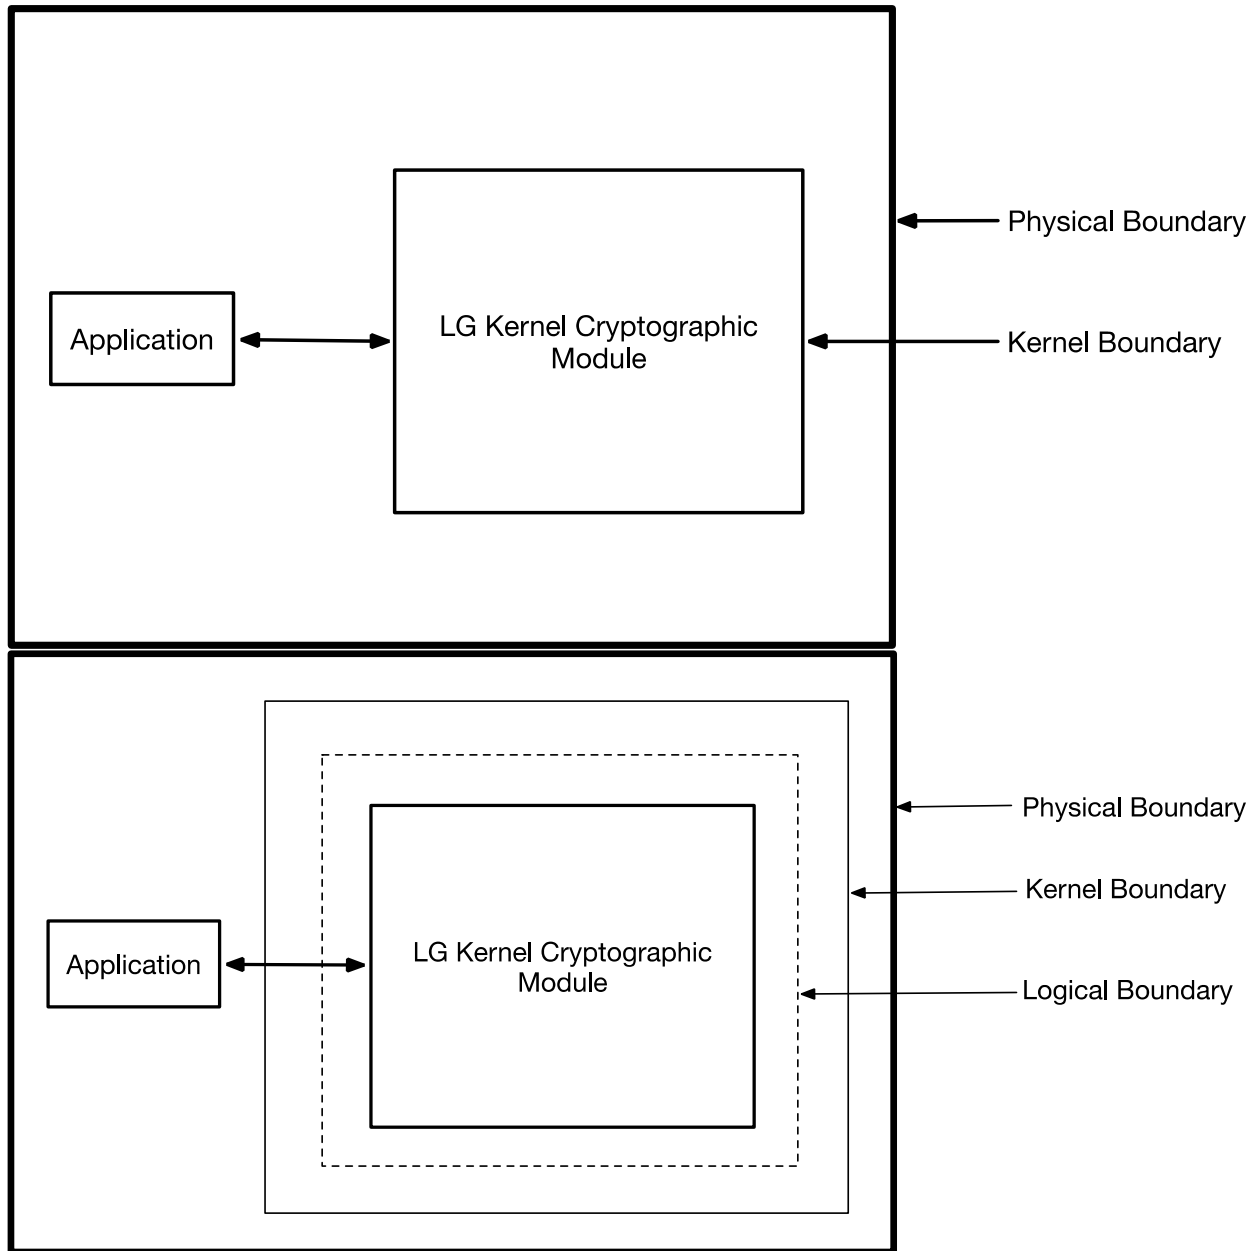 Physical Boundary
Application
LG Kernel Cryptographic
Module
Kernel Boundary
Physical Boundary
Kernel Boundary
Application
LG Kernel Cryptographic
Module
Logical Boundary